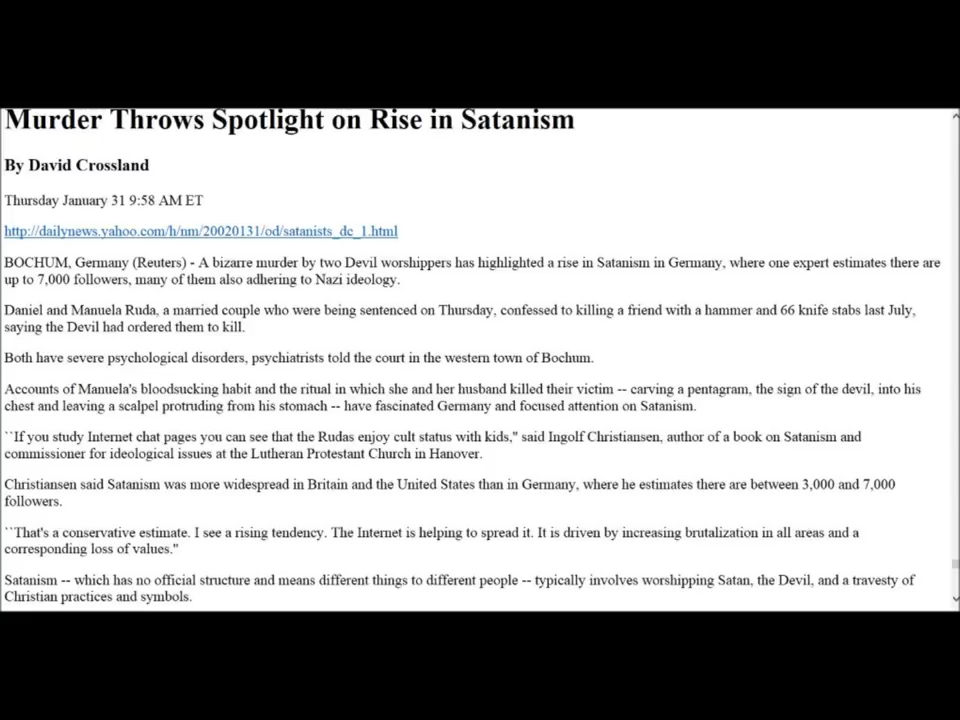 Murder Throws Spotlight on Rise in Satanism
By David Crossland
Thursday January 31 9:58 AM ET
http://dailynews.yahoo.com/h/nm/20020131/od/satanists_dc_1.html
BOCHUM, Germany (Reuters) - A bizarre murder by two Devil worshippers has highlighted a rise in Satanism in Germany, where one expert estimates there are
up to 7,000 followers, many of them also adhering to Nazi ideology.
Daniel and Manuela Ruda, a married couple who were being sentenced on Thursday, confessed to killing a friend with a hammer and 66 knife stabs last July,
saying the Devil had ordered them to kill.
Both have severe psychological disorders, psychiatrists told the court in the western town of Bochum.
Accounts of Manuela's bloodsucking habit and the ritual in which she and her husband killed their victim -- carving a pentagram, the sign of the devil, into his
chest and leaving a scalpel protruding from his stomach -- have fascinated Germany and focused attention on Satanism.
``If you study Internet chat pages you can see that the Rudas enjoy cult status with kids,'' said Ingolf Christiansen, author of a book on Satanism and
commissioner for ideological issues at the Lutheran Protestant Church in Hanover.
Christiansen said Satanism was more widespread in Britain and the United States than in Germany, where he estimates there are between 3,000 and 7,000
followers.
``That's a conservative estimate. I see a rising tendency. The Internet is helping to spread it. It is driven by increasing brutalization in all areas and a
corresponding loss of values.''
Satanism -- which has no official structure and means different things to different people -- typically involves worshipping Satan, the Devil, and a travesty of
Christian practices and symbols.